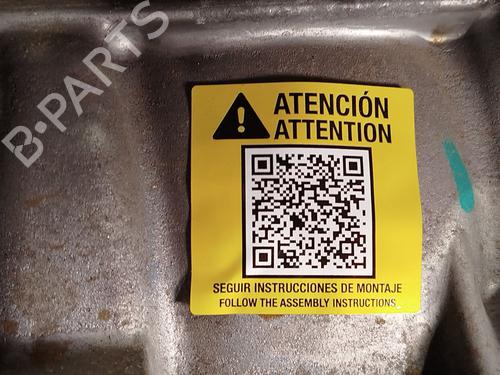 B·PARTS
ATENCIÓN
ATTENTION
SEGUIR INSTRUCCIONES DE MONTAJE
FOLLOW THE ASSEMBLY INSTRUCTIONS